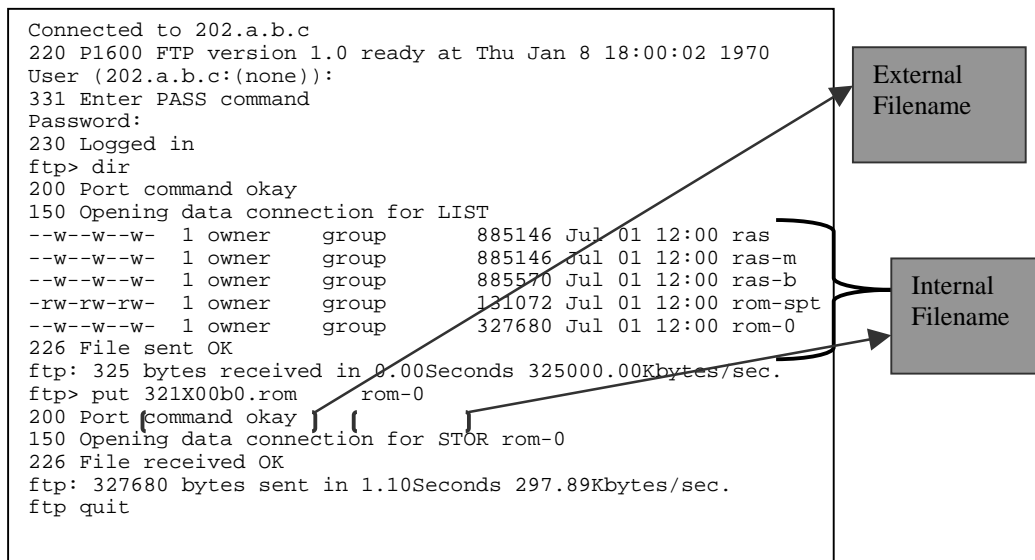 Connected to 202.a.b.c
220 P1600 FTP version 1.0 ready at Thu Jan 8 18:00:02 1970
User (202.a.b.c:(none)):
331 Enter PASS command
Password:
230 Logged in
ftp> dir
200 Port command okay
150 Opening data connection for LIST
--w--w--w-  1 owner    group        885146 Jul 01 12:00 ras
--w--w--w-  1 owner    group        885146 Jul 01 12:00 ras-m
--w--w--w-  1 owner    group        885570 Jul 01 12:00 ras-b
-rw-rw-rw-  1 owner    group        131072 Jul 01 12:00 rom-spt
--w--w--w-  1 owner    group        327680 Jul 01 12:00 rom-0
226 File sent OK
ftp: 325 bytes received in 0.00Seconds 325000.00Kbytes/sec.
ftp> put 321X00b0.rom    rom-0
200 Port command okay
150 Opening data connection for STOR rom-0
226 File received OK
ftp: 327680 bytes sent in 1.10Seconds 297.89Kbytes/sec.
ftp quit
External
Filename
Internal
Filename